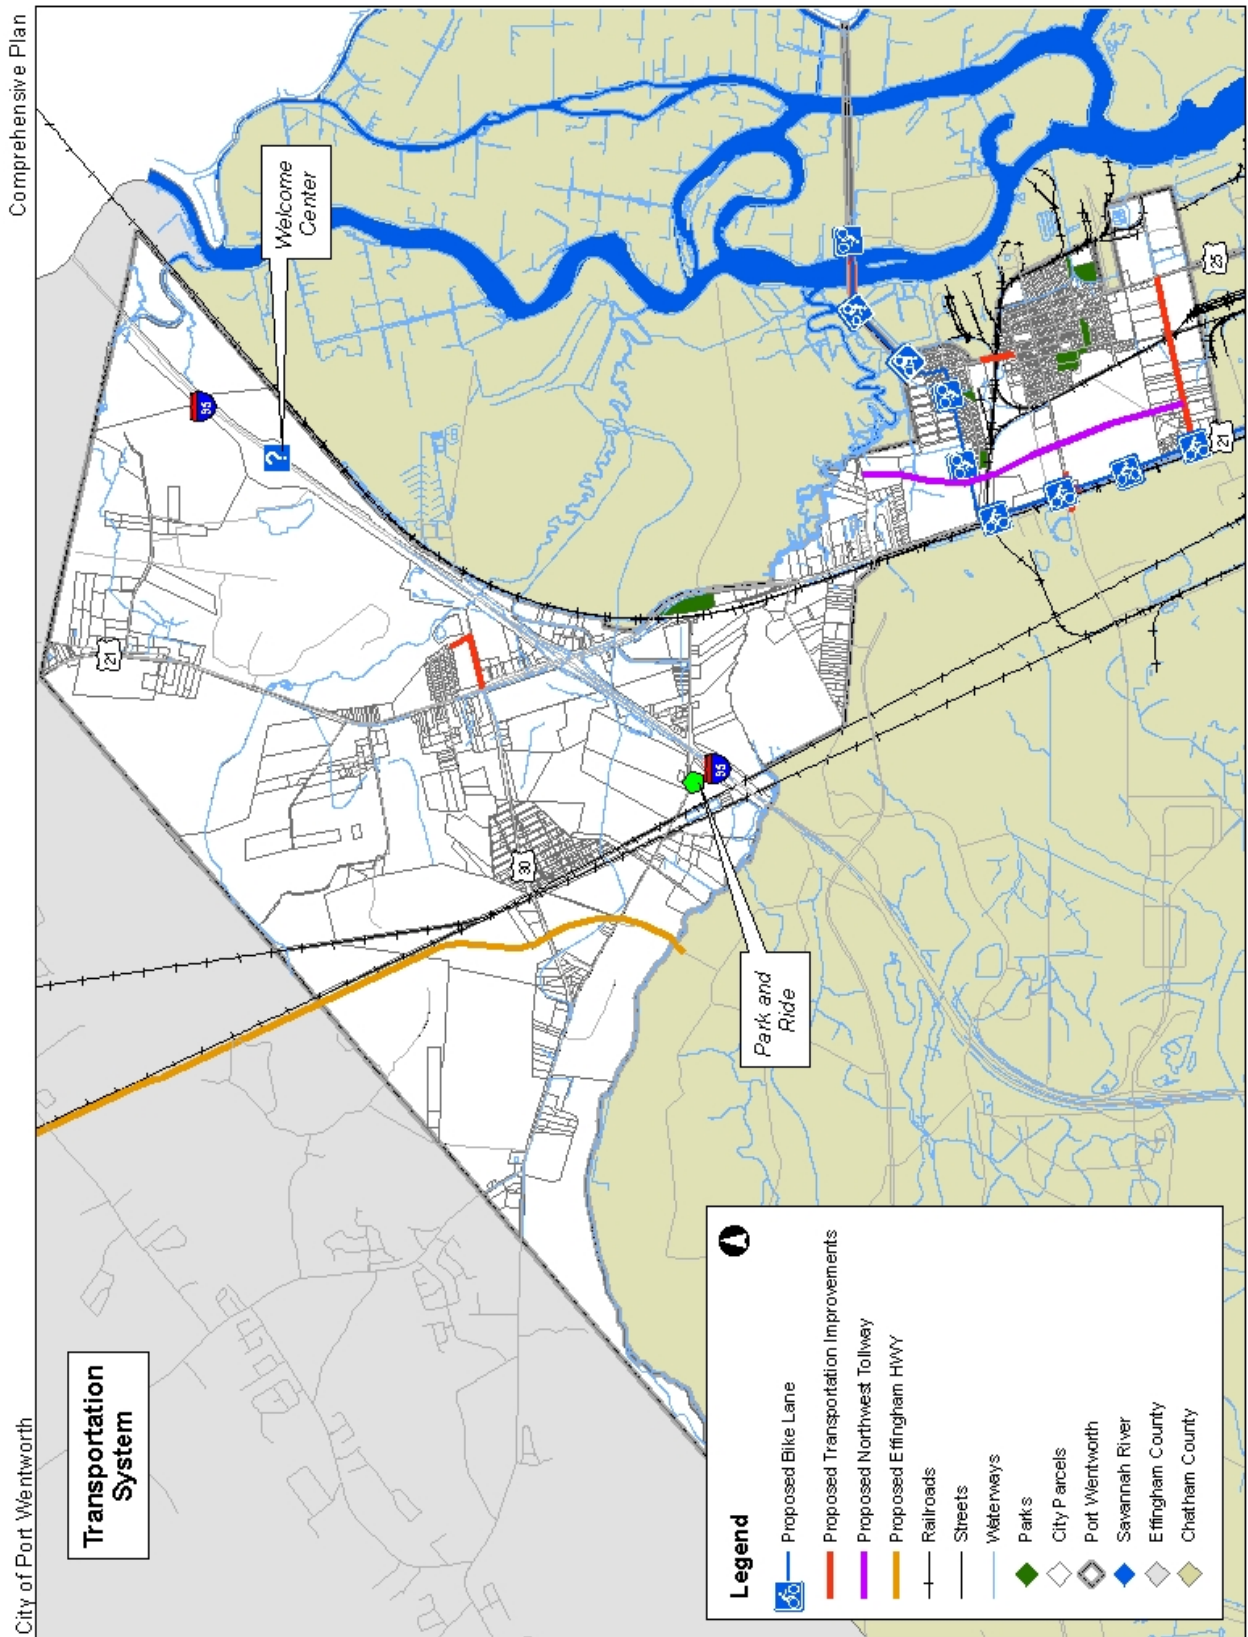 City of Port Wentworth
Comprehensive Plan
Transportation
System
Welcome
Center
?
95
21
30
95
Park and
Ride
21
25
Legend
Proposed Bike Lane
Proposed Transportation Improvements
Proposed Northwest Tollway
Proposed Effingham HWY
Railroads
Streets
Waterways
Parks
City Parcels
Port Wentworth
Savannah River
Effingham County
Chatham County